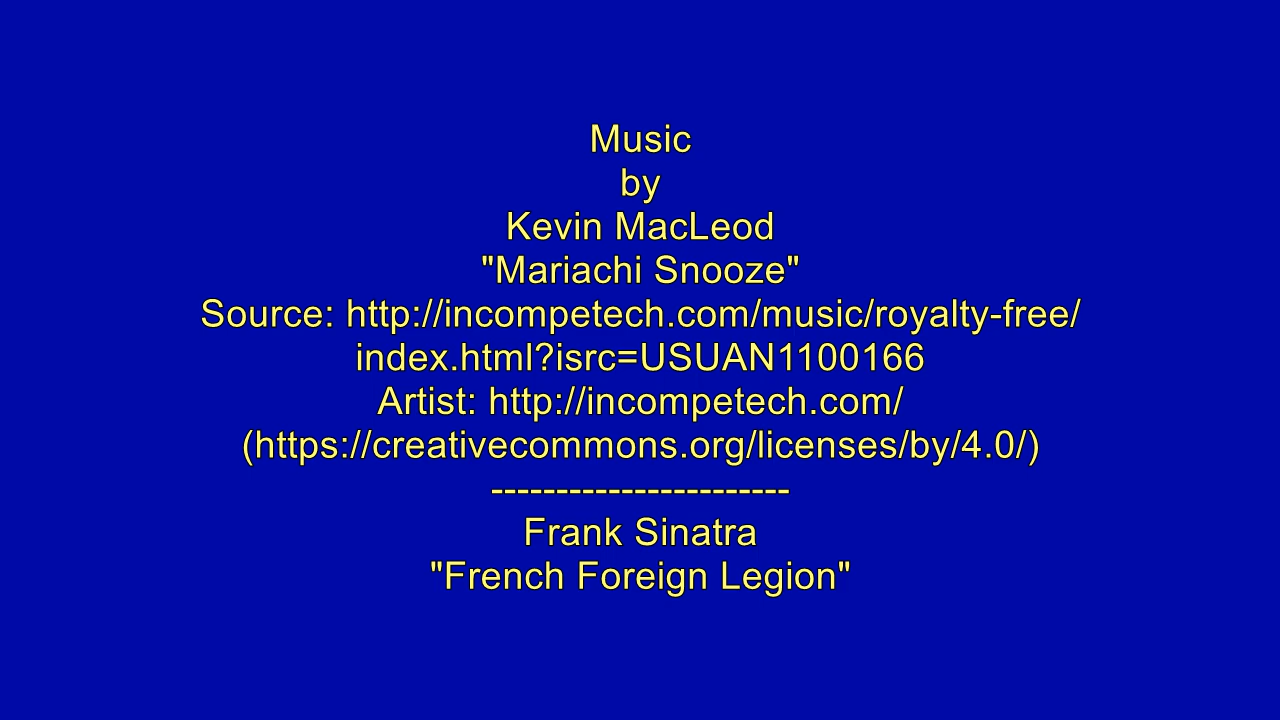 Music
by
Kevin MacLeod
"Mariachi Snooze"
Source: http://incompetech.com/music/royalty-free/
index.html?isrc=USUAN1100166
Artist: http://incompetech.com/
(https://creativecommons.org/licenses/by/4.0/)
-----------------------
Frank Sinatra
"French Foreign Legion"